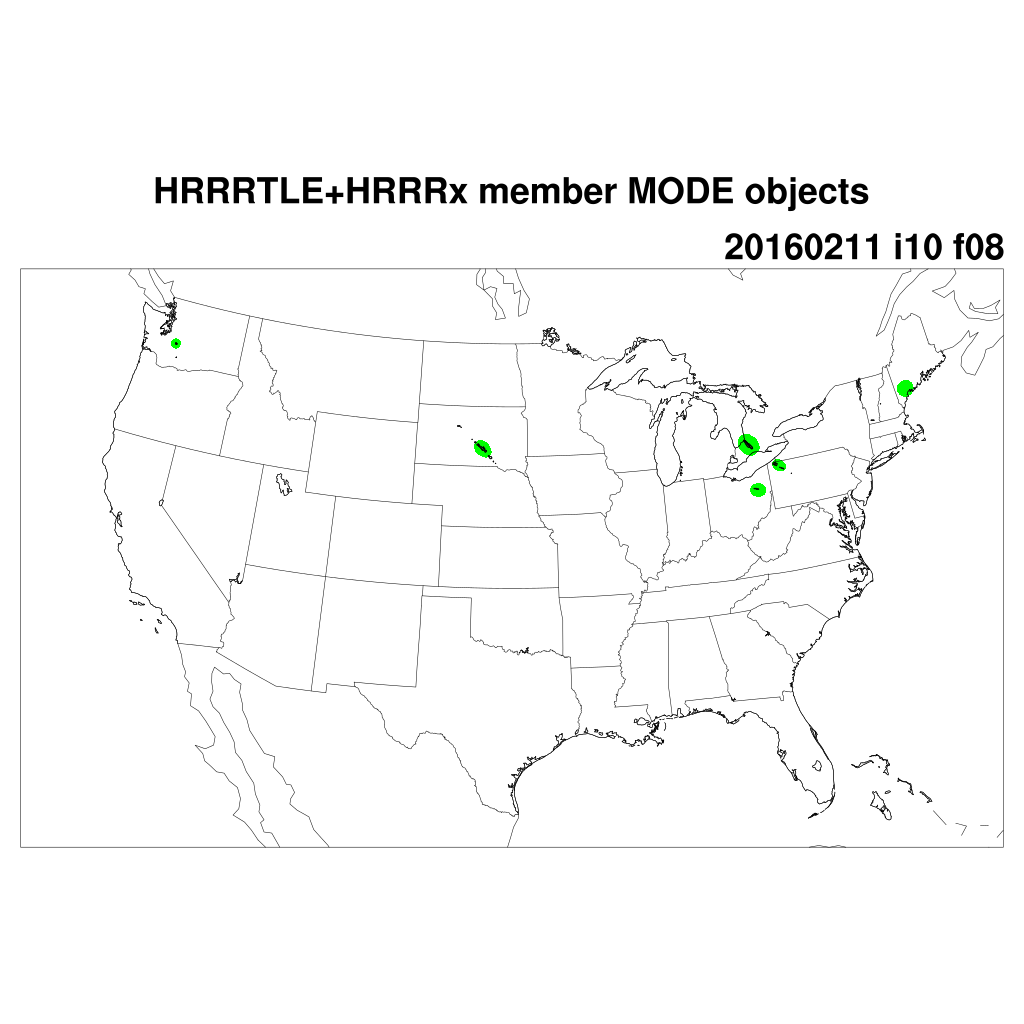 HRRRTLE+HRRRx member MODE objects
20160211 i10 f08